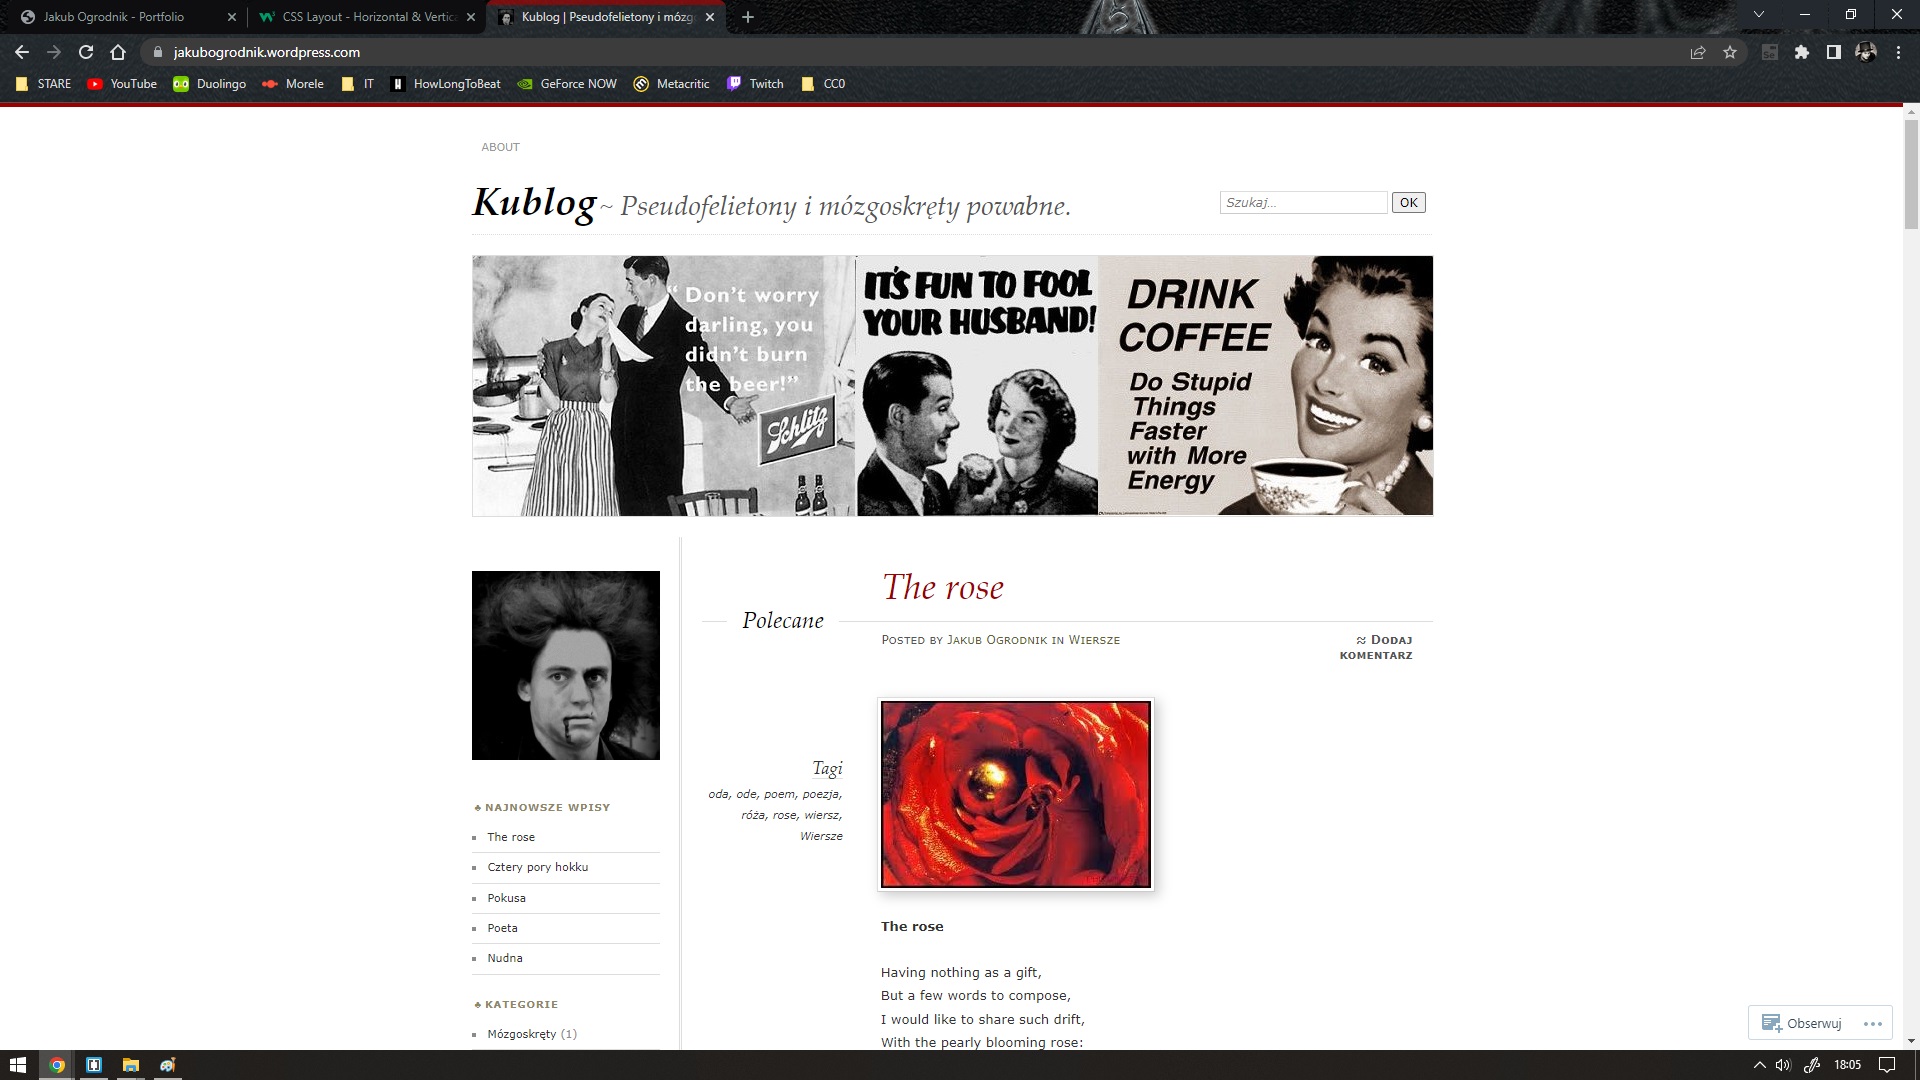 Jakub Ogrodnik - Portfolio
CSS Layout - Horizontal & Vertica
Kublog | Pseudofelietony i mózg
jakubogrodnik.wordpress.com
STARE
YouTube
Duolingo
Morele
IT
HowLongToBeat
GeForce NOW
Metacritic
Twitch
CC0
ABOUT
Kublog ~ Pseudofelietony i mózgoskręty powabne.
Szukaj...
OK
“Don’t worry
darling, you
didn’t burn
the beer!”
Schlitz
IT'S FUN TO FOOL
YOUR HUSBAND!
DRINK
COFFEE
Do Stupid
Things
Faster
with More
Energy
The rose
Polecane
Posted by Jakub Ogrodnik in Wiersze
≈ Dodaj
komentarz
Tagi
oda, ode, poem, poezja,
róża, rose, wiersz,
Wiersze
♣ NAJNOWSZE WPISY
The rose
Cztery pory hokku
Pokusa
Poeta
Nudna
♣ KATEGORIE
Mózgoskręty (1)
The rose
Having nothing as a gift,
But a few words to compose,
I would like to share such drift,
With the pearly blooming rose:
Obserwuj
18:05